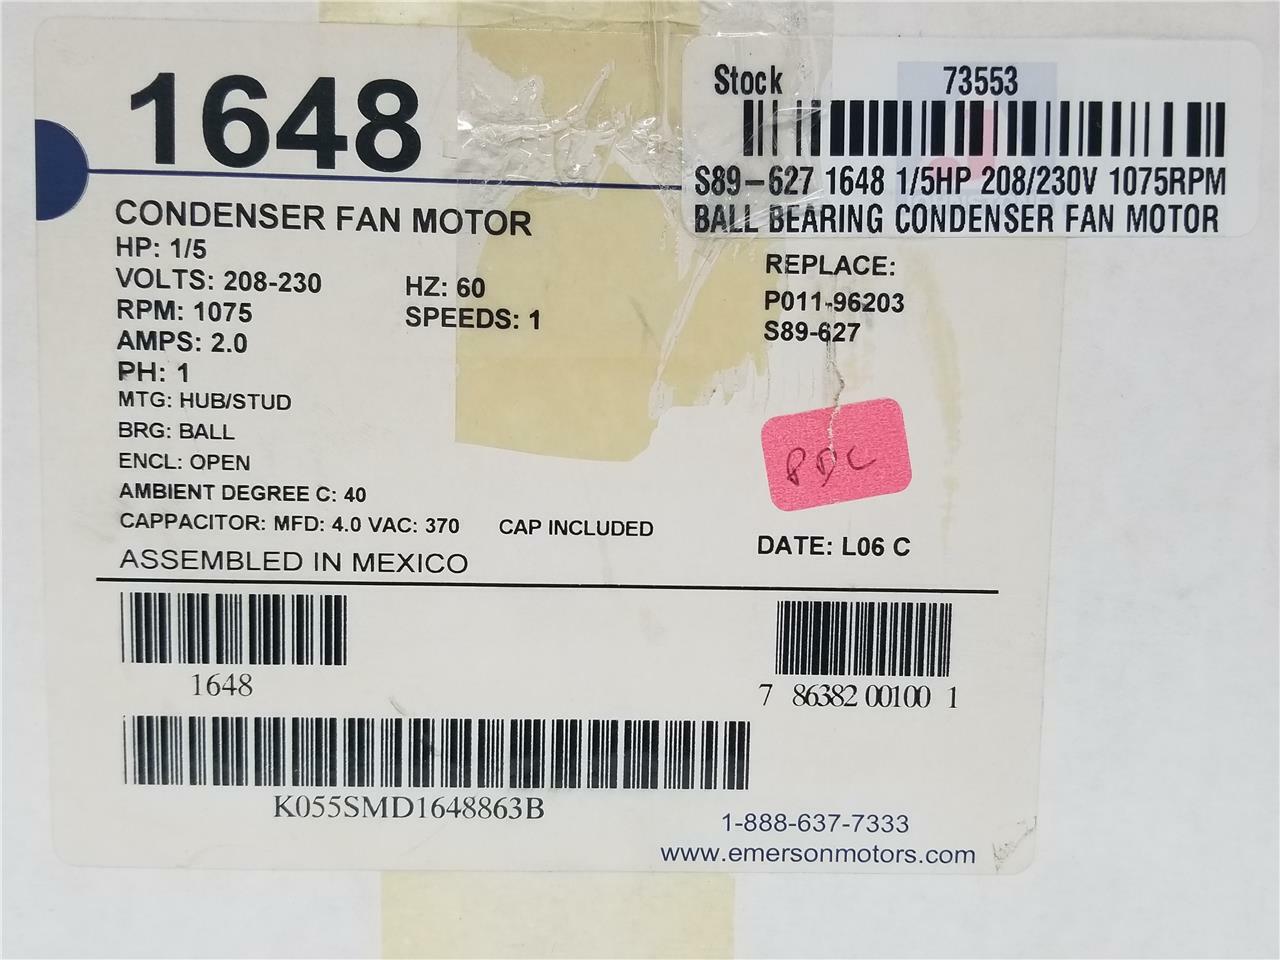 1648
Stock 73553
S89-627 1648 1/5HP 208/230V 1075RPM
BALL BEARING CONDENSER FAN MOTOR
CONDENSER FAN MOTOR
HP: 1/5
VOLTS: 208-230
RPM: 1075
AMPS: 2.0
PH: 1
HZ: 60
SPEEDS: 1
REPLACE:
P011-96203
S89-627
MTG: HUB/STUD
BRG: BALL
ENCL: OPEN
AMBIENT DEGREE C: 40
CAPPACITOR: MFD: 4.0 VAC: 370 CAP INCLUDED
PDC
DATE: L06 C
ASSEMBLED IN MEXICO
1648
7 86382 00100 1
K055SMD1648863B
1-888-637-7333
www.emersonmotors.com